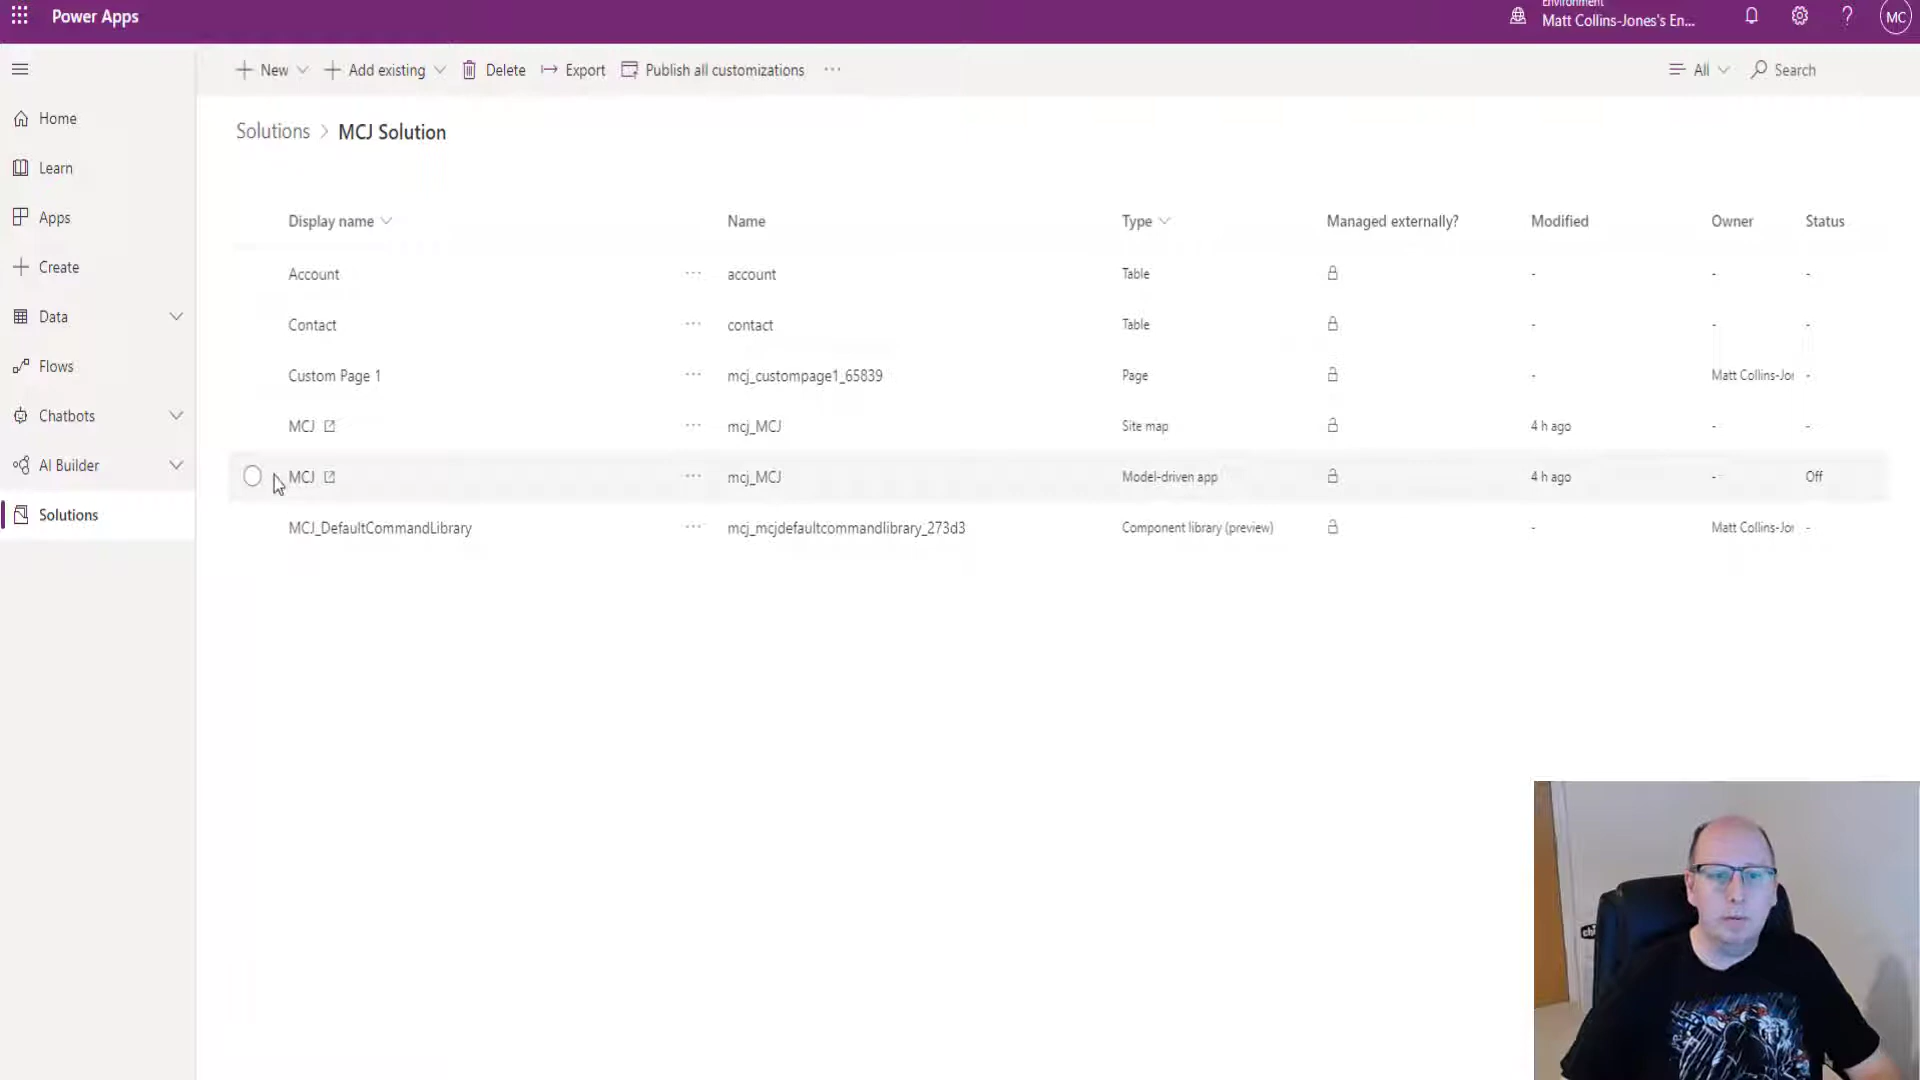 Power Apps
Environment
Matt Collins-Jones's En...
MC
New
Add existing
Delete
Export
Publish all customizations
All
Search
Home
Learn
Apps
Create
Data
Flows
Chatbots
AI Builder
Solutions
Solutions > MCJ Solution
Display name Name Type Managed externally? Modified Owner Status
Account ... account Table - - -
Contact ... contact Table - - -
Custom Page 1 ... mcj_custompage1_65839 Page - Matt Collins-Jor -
MCJ ... mcj_MCJ Site map 4 h ago - -
MCJ ... mcj_MCJ Model-driven app 4 h ago - Off
MCJ_DefaultCommandLibrary ... mcj_mcjdefaultcommandlibrary_273d3 Component library (preview) - Matt Collins-Jor -